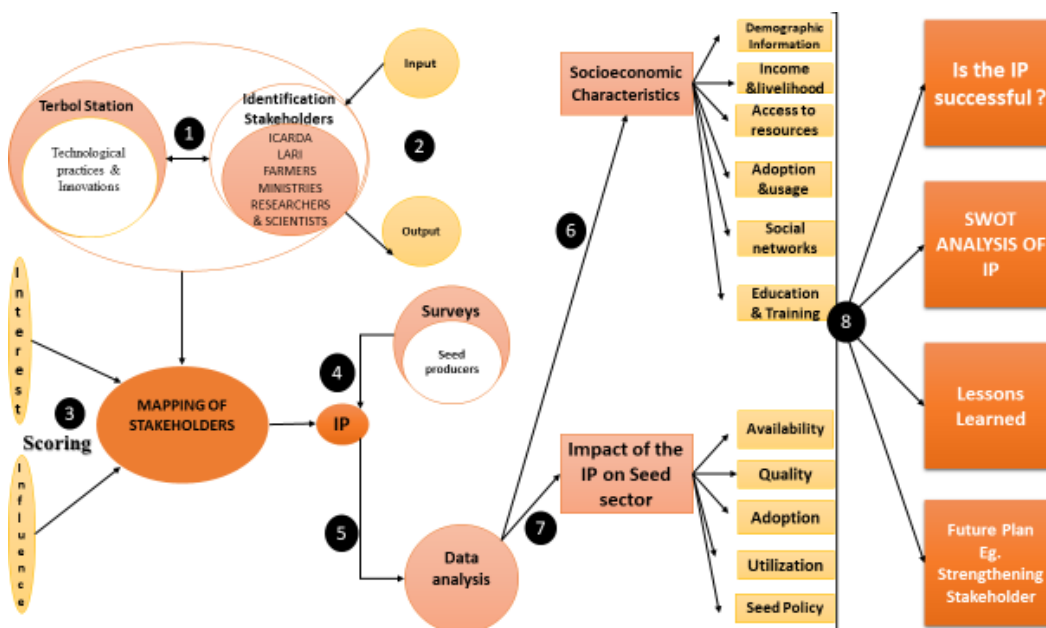 Terbol Station
Technological
practices &
Innovations
1
Identification
Stakeholders
ICARDA
LARI
FARMERS
MINISTRIES
RESEARCHERS
& SCIENTISTS
Input
2
Output
Interest
3
Scoring
Influence
MAPPING OF
STAKEHOLDERS
Surveys
Seed
producers
4
IP
5
Data
analysis
6
Socioeconomic
Characteristics
Demographic
Information
Income
&livelihood
Access to
resources
Adoption
&usage
Social
networks
Education
& Training
7
Impact of the
IP on Seed
sector
Availability
Quality
Adoption
Utilization
Seed Policy
8
Is the IP
successful ?
SWOT
ANALYSIS OF
IP
Lessons
Learned
Future Plan
Eg.
Strengthening
Stakeholder